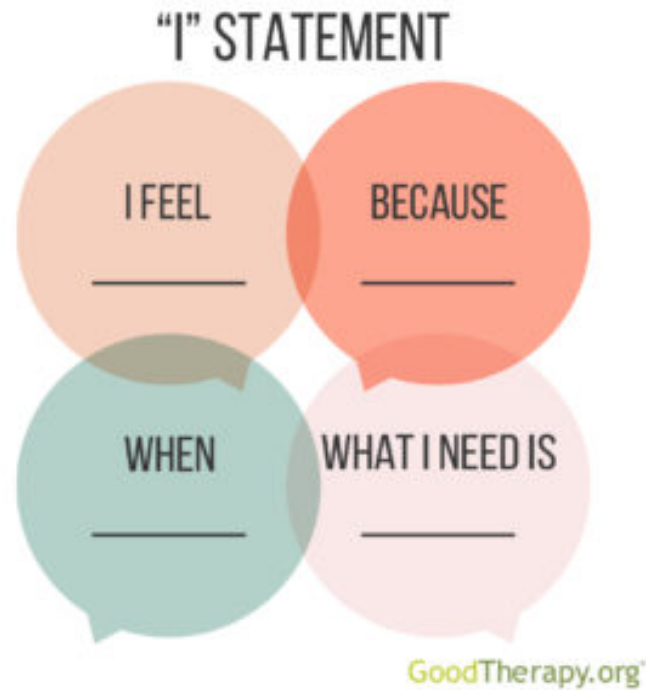 “I” STATEMENT
I FEEL
BECAUSE
WHEN
WHAT I NEED IS
GoodTherapy.org